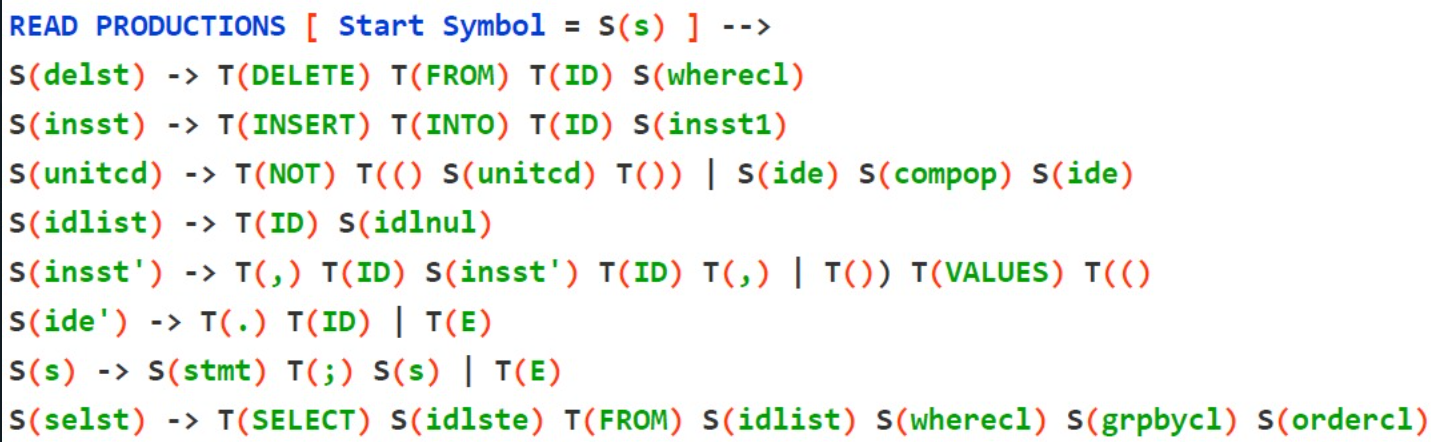 READ PRODUCTIONS [ Start Symbol = S(s) ] -->
S(delst) -> T(DELETE) T(FROM) T(ID) S(wherecl)
S(insst) -> T(INSERT) T(INTO) T(ID) S(insst1)
S(unitcd) -> T(NOT) T(() S(unitcd) T()) | S(ide) S(compop) S(ide)
S(idlist) -> T(ID) S(idlnul)
S(insst') -> T(,) T(ID) S(insst') T(ID) T(,) | T()) T(VALUES) T(()
S(ide') -> T(.) T(ID) | T(E)
S(s) -> S(stmt) T(;) S(s) | T(E)
S(selst) -> T(SELECT) S(idlste) T(FROM) S(idlist) S(wherecl) S(grpbycl) S(ordercl)